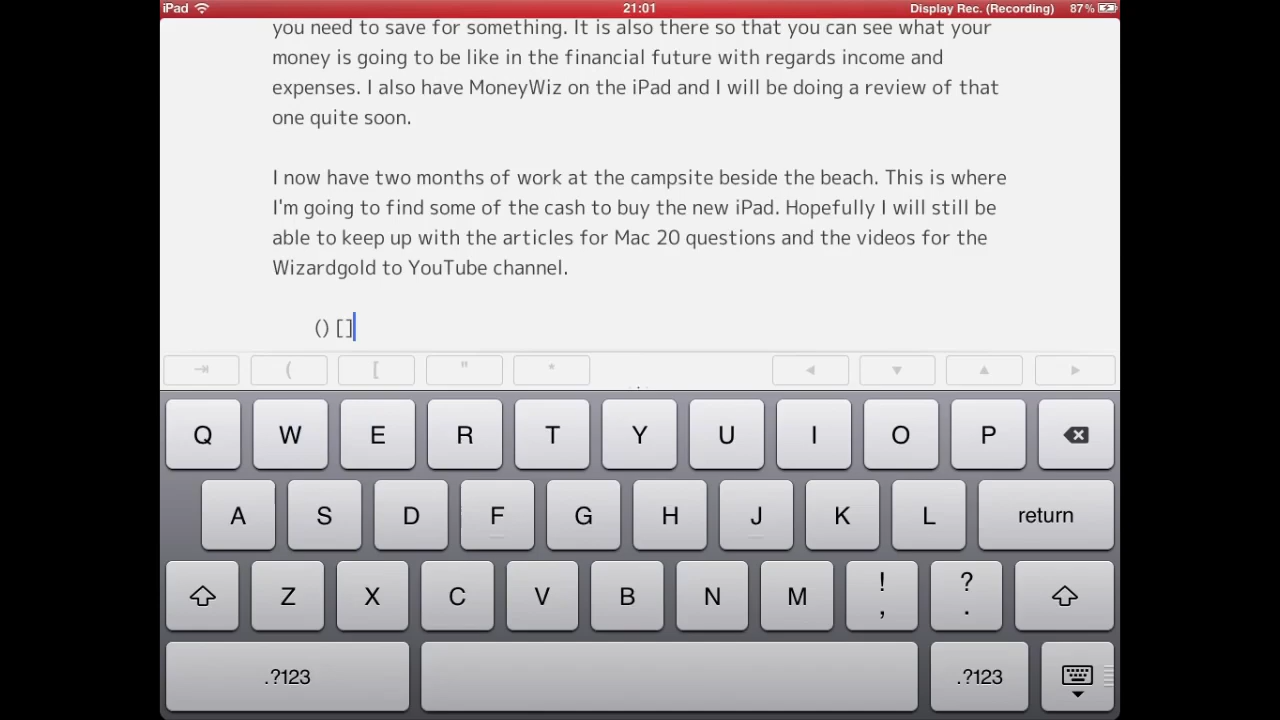 iPad 21:01 Display Rec. (Recording) 87%
you need to save for something. It is also there so that you can see what your
money is going to be like in the financial future with regards income and
expenses. I also have MoneyWiz on the iPad and I will be doing a review of that
one quite soon.
I now have two months of work at the campsite beside the beach. This is where
I'm going to find some of the cash to buy the new iPad. Hopefully I will still be
able to keep up with the articles for Mac 20 questions and the videos for the
Wizardgold to YouTube channel.
() []
( [ " *
Q W E R T Y U I O P
A S D F G H J K L return
Z X C V B N M ! , ? .
.?123 .?123